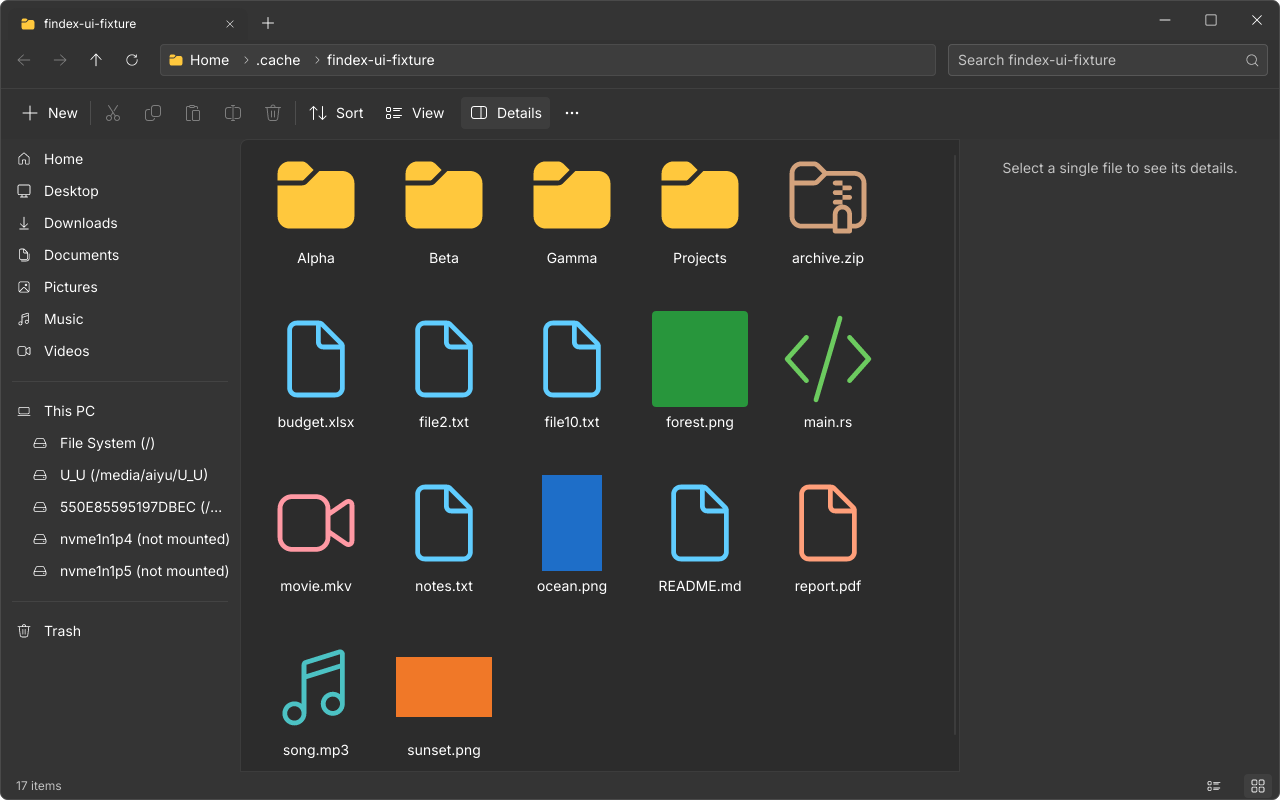 findex-ui-fixture
Home
.cache
findex-ui-fixture
Search findex-ui-fixture
New
Sort
View
Details
Home
Desktop
Downloads
Documents
Pictures
Music
Videos
This PC
File System (/)
U_U (/media/aiyu/U_U)
550E85595197DBEC (/...
nvme1n1p4 (not mounted)
nvme1n1p5 (not mounted)
Trash
Alpha
Beta
Gamma
Projects
archive.zip
budget.xlsx
file2.txt
file10.txt
forest.png
main.rs
movie.mkv
notes.txt
ocean.png
README.md
report.pdf
song.mp3
sunset.png
Select a single file to see its details.
17 items